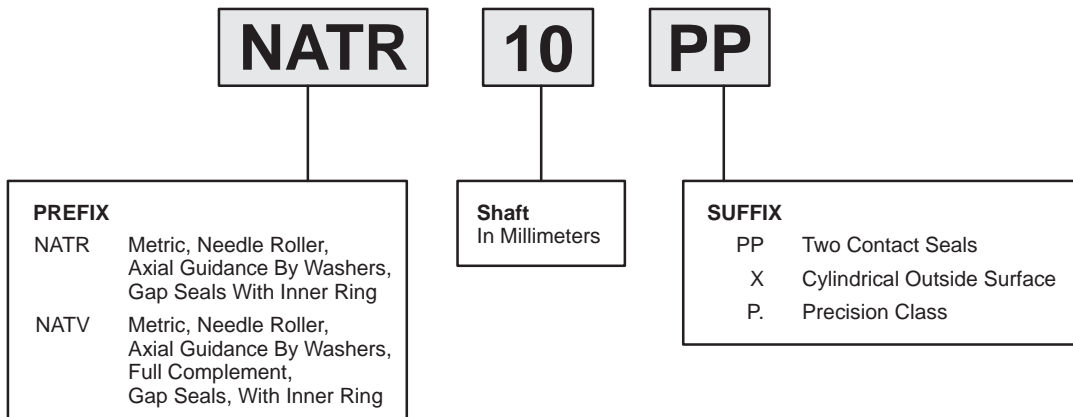 NATR 10 PP
PREFIX
NATR Metric, Needle Roller,
Axial Guidance By Washers,
Gap Seals With Inner Ring
NATV Metric, Needle Roller,
Axial Guidance By Washers,
Full Complement,
Gap Seals, With Inner Ring
Shaft
In Millimeters
SUFFIX
PP Two Contact Seals
X Cylindrical Outside Surface
P. Precision Class